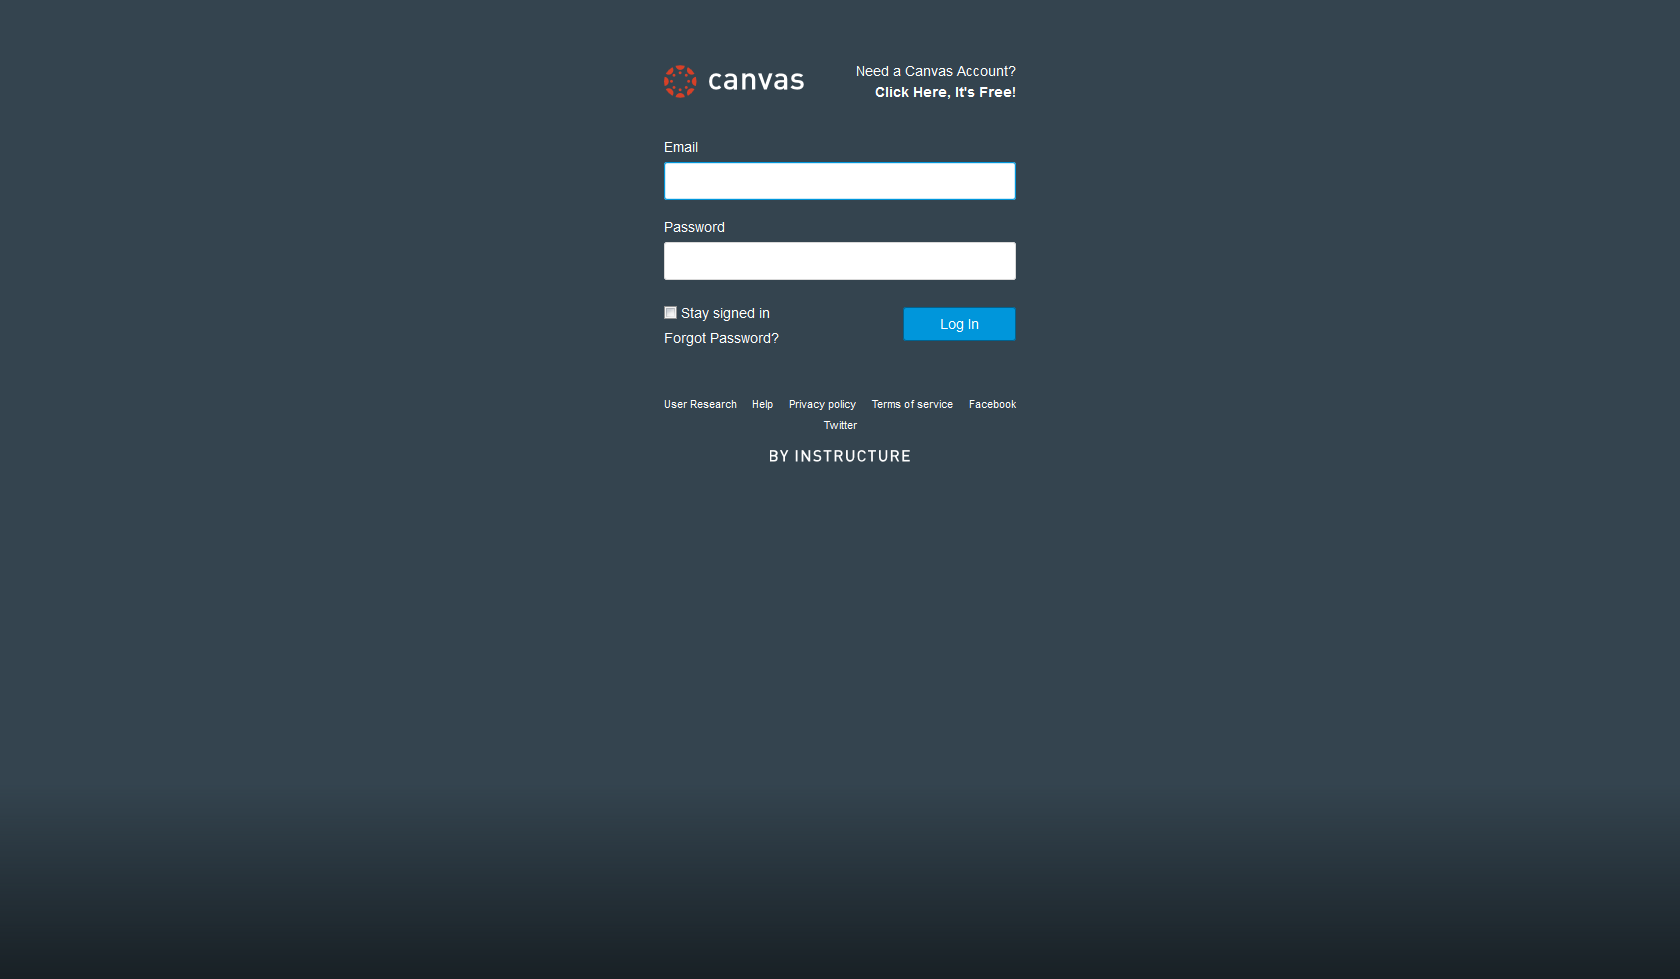 canvas
Need a Canvas Account?
Click Here, It's Free!
Email
Password
Stay signed in
Log In
Forgot Password?
User Research Help Privacy policy Terms of service Facebook
Twitter
BY INSTRUCTURE